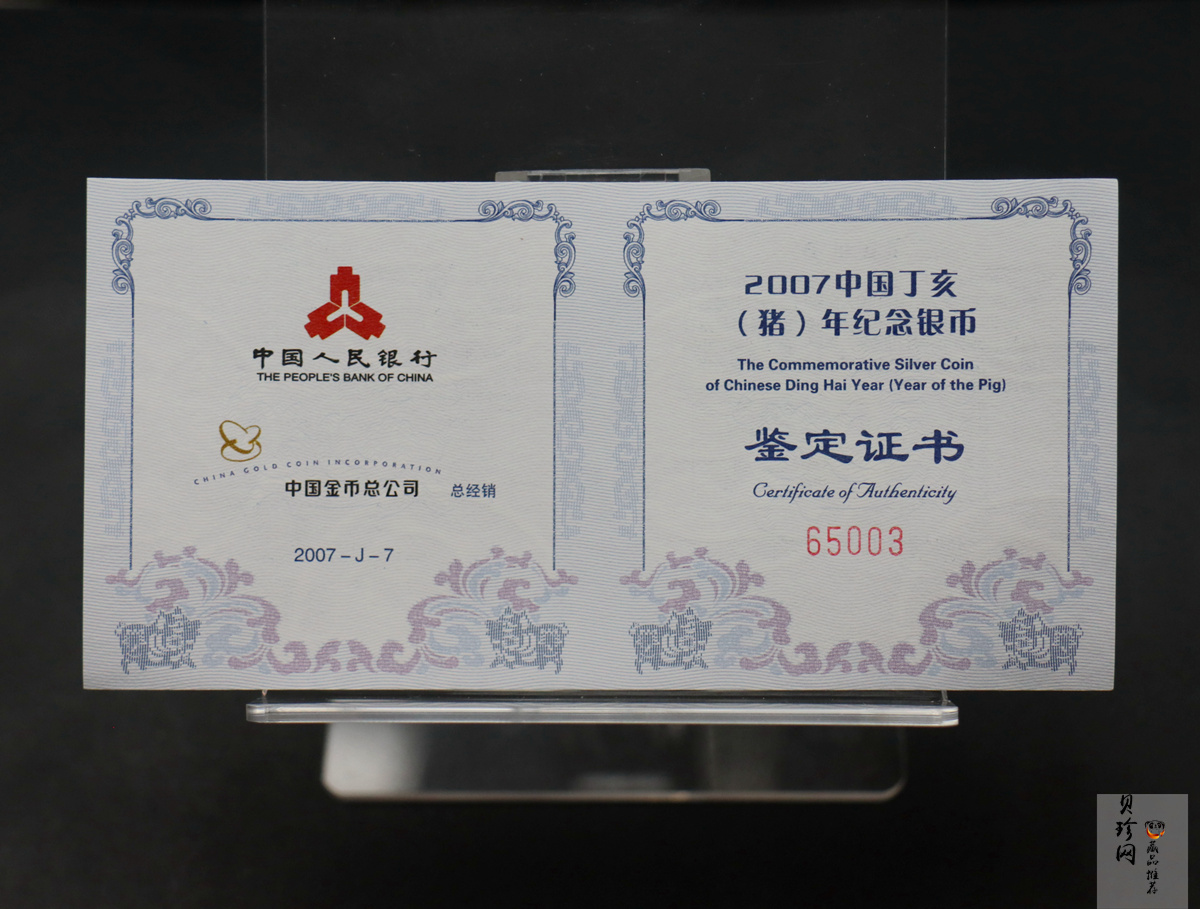 中国人民银行
THE PEOPLE'S BANK OF CHINA
CHINA GOLD COIN INCORPORATION
中国金币总公司 总经销
2007-J-7
2007中国丁亥
(猪)年纪念银币
The Commemorative Silver Coin
of Chinese Ding Hai Year (Year of the Pig)
鉴定证书
Certificate of Authenticity
65003
贝珍网
藏品推荐